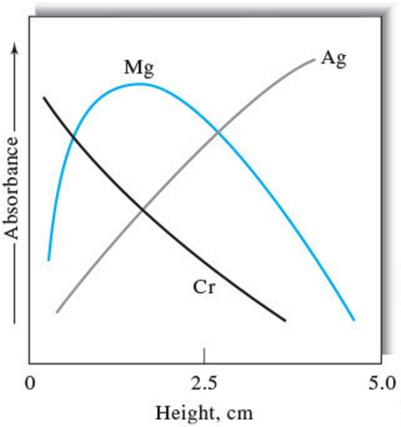 Mg
Ag
Cr
Absorbance
0
2.5
5.0
Height, cm